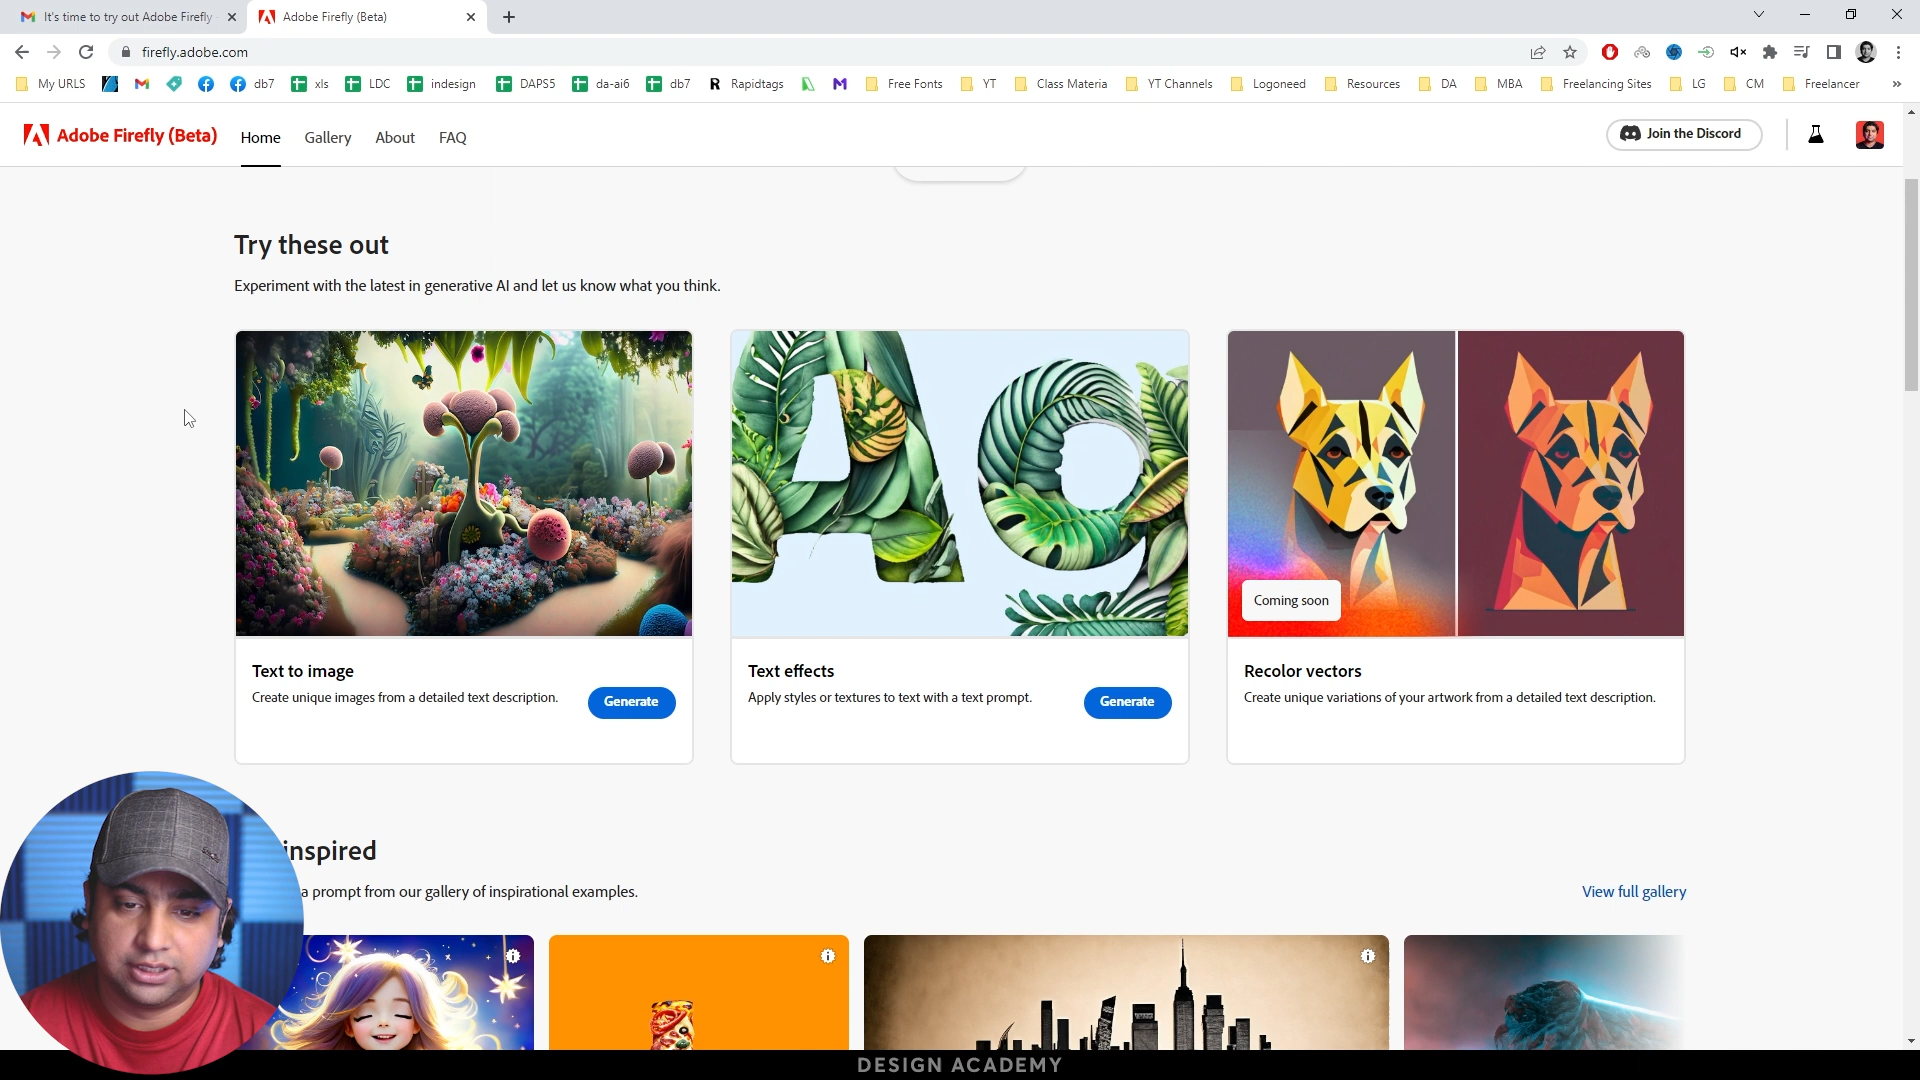 It's time to try out Adobe Firefly
Adobe Firefly (Beta)
firefly.adobe.com
My URLS
db7
xls
LDC
indesign
DAPS5
da-ai6
db7
Rapidtags
Free Fonts
YT
Class Materia
YT Channels
Logoneed
Resources
DA
MBA
Freelancing Sites
LG
CM
Freelancer
Adobe Firefly (Beta)
Home
Gallery
About
FAQ
Join the Discord
Try these out
Experiment with the latest in generative AI and let us know what you think.
Ag
Coming soon
Text to image
Create unique images from a detailed text description.
Generate
Text effects
Apply styles or textures to text with a text prompt.
Generate
Recolor vectors
Create unique variations of your artwork from a detailed text description.
inspired
a prompt from our gallery of inspirational examples.
View full gallery
DESIGN ACADEMY